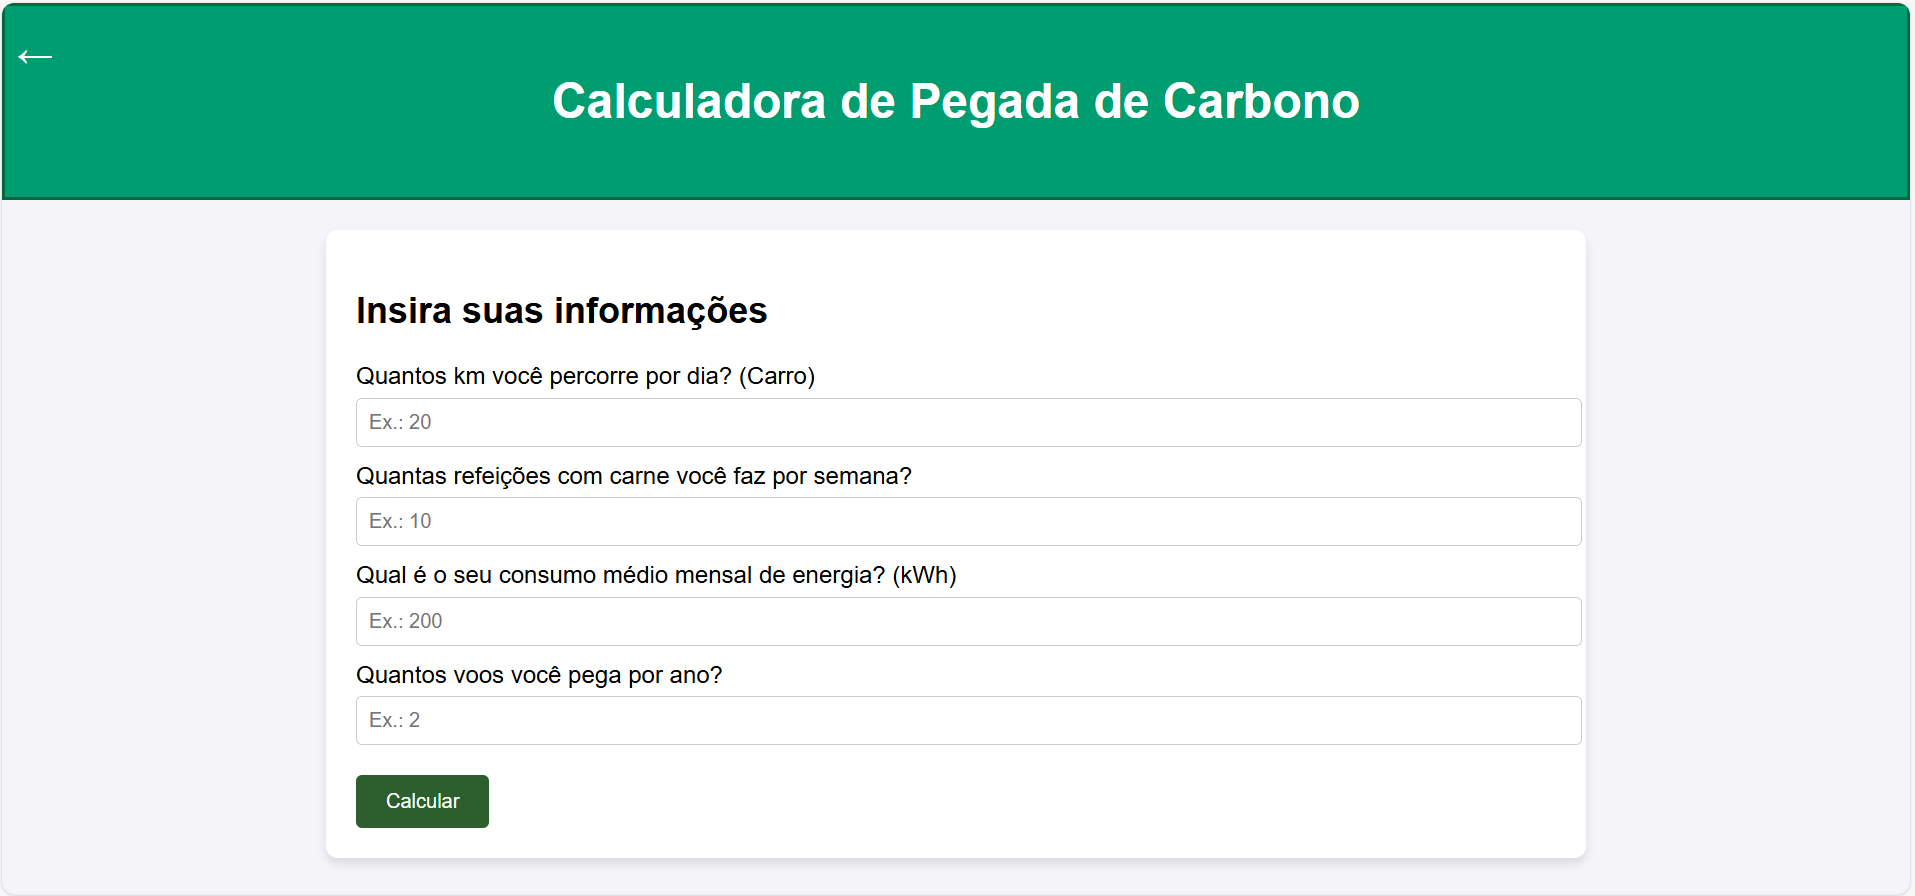 ←
Calculadora de Pegada de Carbono
Insira suas informações
Quantos km você percorre por dia? (Carro)
Ex.: 20
Quantas refeições com carne você faz por semana?
Ex.: 10
Qual é o seu consumo médio mensal de energia? (kWh)
Ex.: 200
Quantos voos você pega por ano?
Ex.: 2
Calcular